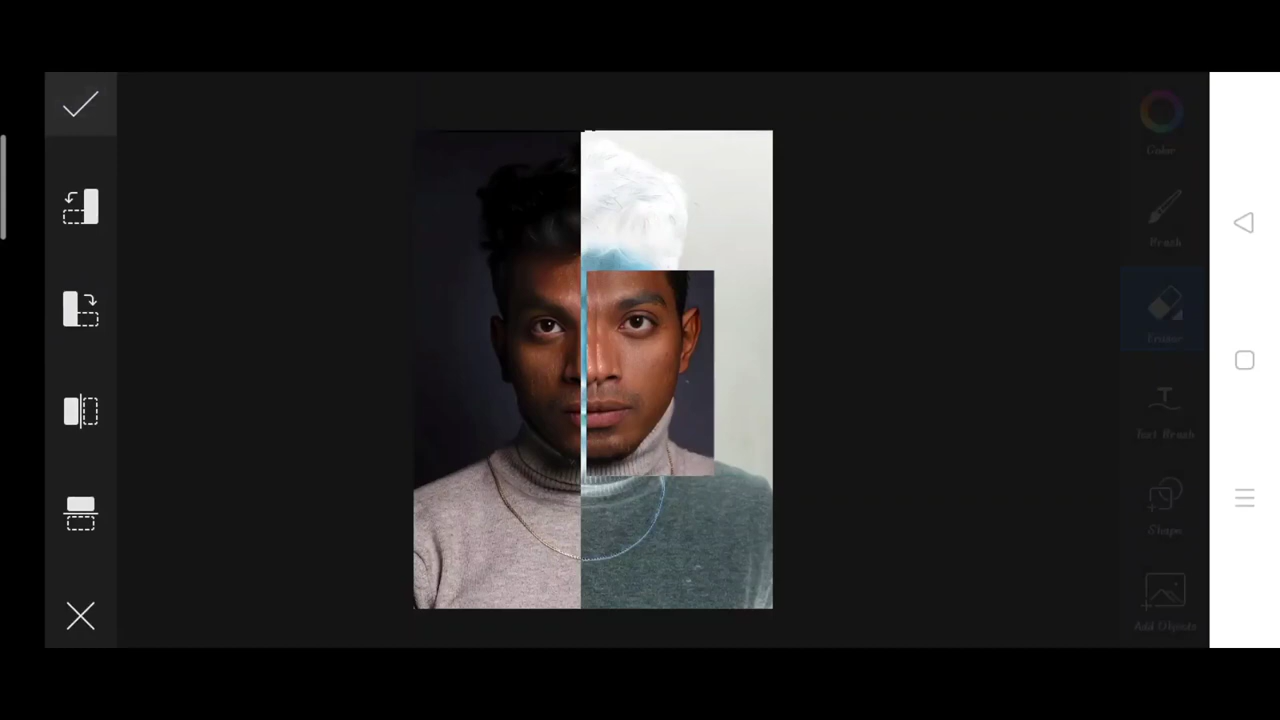 Color
Brush
Eraser
Text Brush
Shape
Add Objects